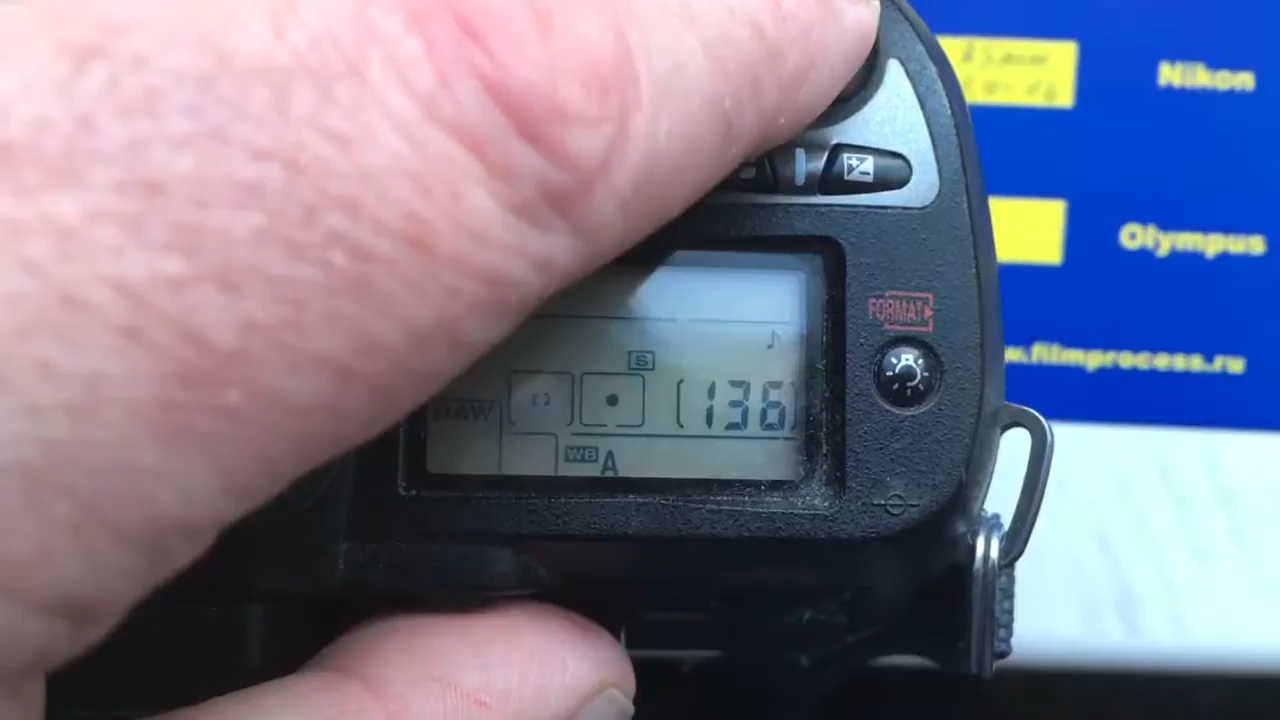 Nikon
Olympus
FORMAT
w.filmprocess.ru
S
RAW
[136]
WB A